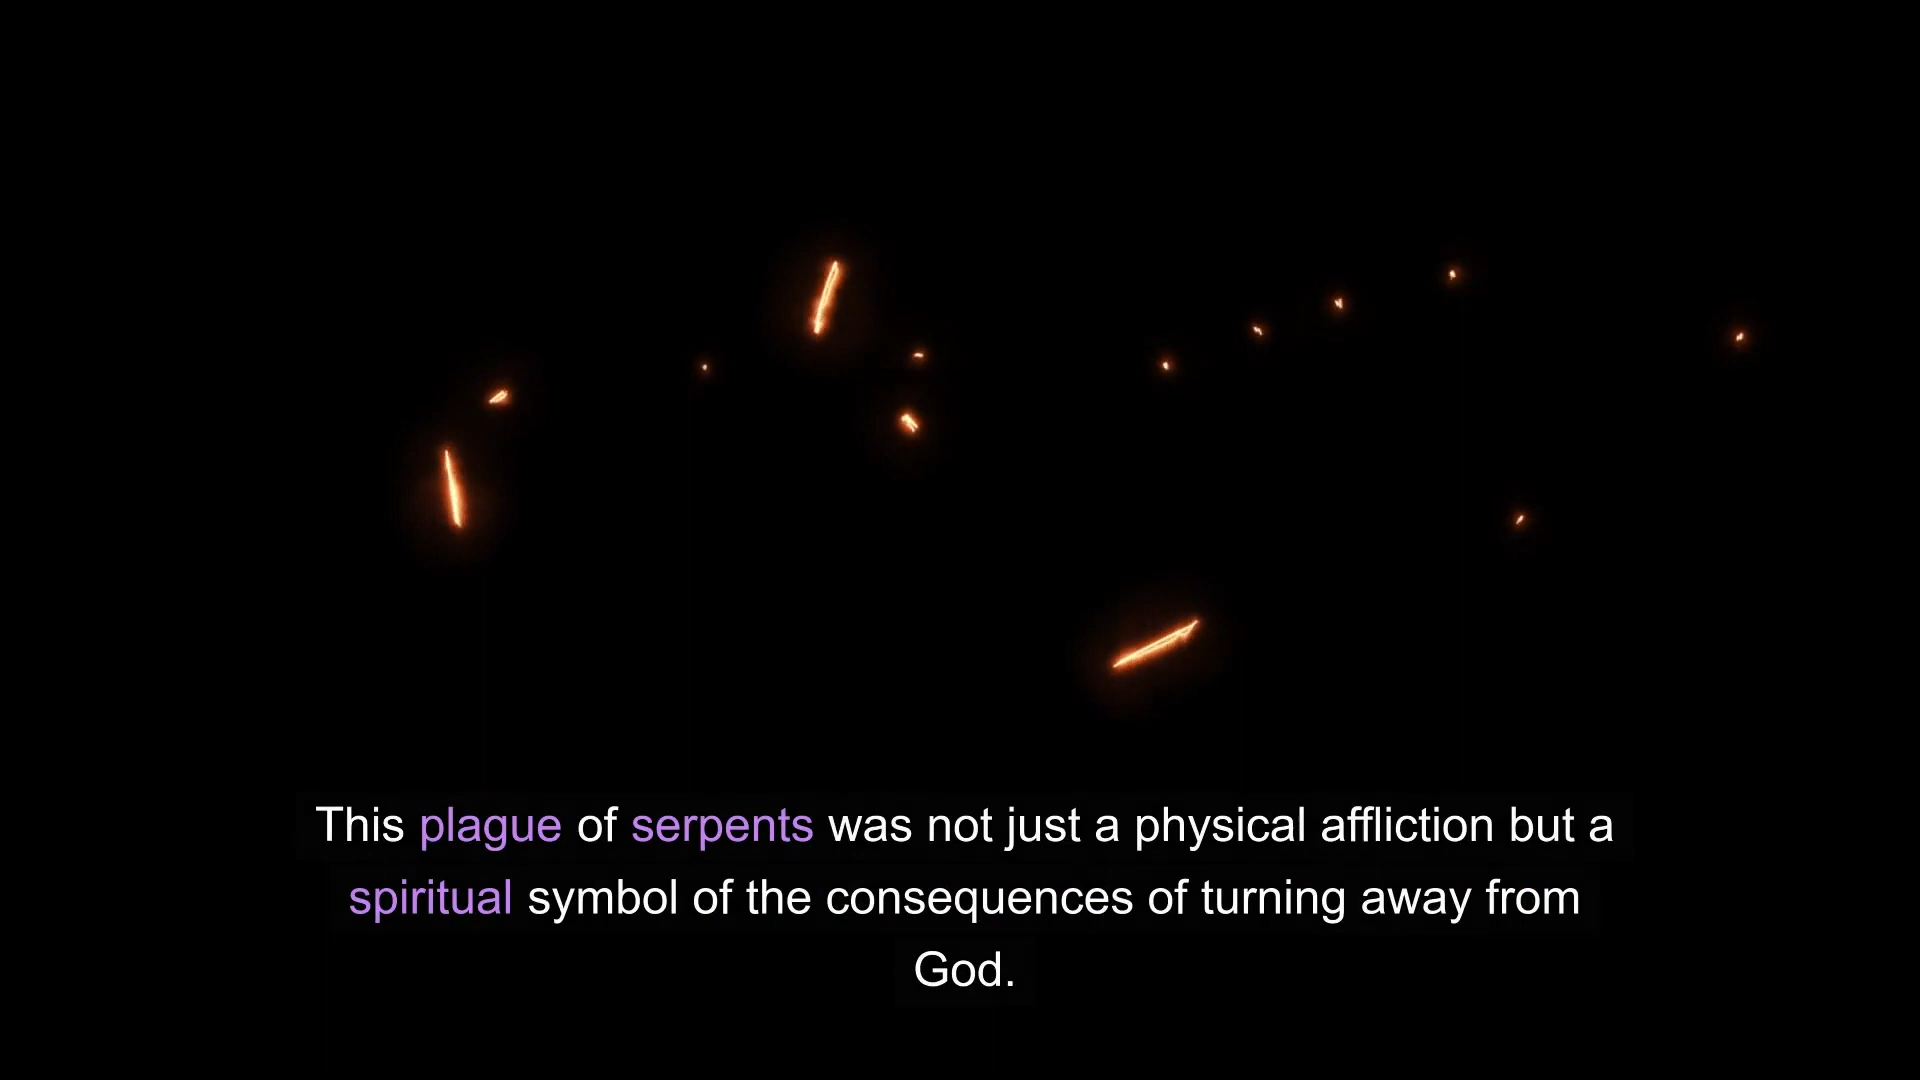 This plague of serpents was not just a physical affliction but a
spiritual symbol of the consequences of turning away from
God.